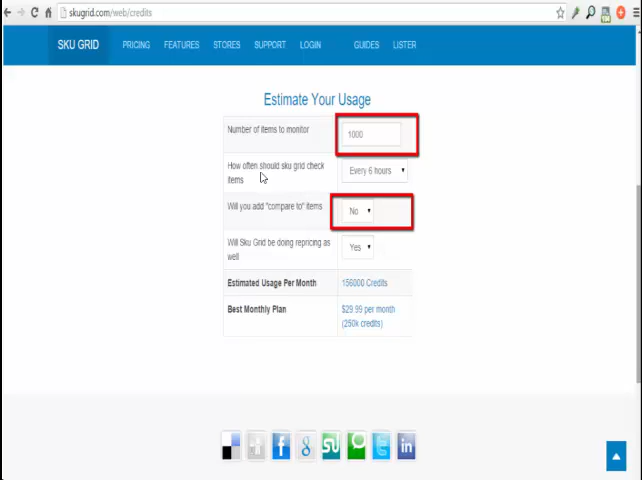 skugrid.com/web/credits
SKU GRID PRICING FEATURES STORES SUPPORT LOGIN GUIDES LISTER
Estimate Your Usage
Number of items to monitor 1000
How often should sku grid check
items
Every 6 hours
Will you add "compare to" items No
Will Sku Grid be doing repricing as
well
Yes
Estimated Usage Per Month 156000 Credits
Best Monthly Plan $29.99 per month
(250k credits)